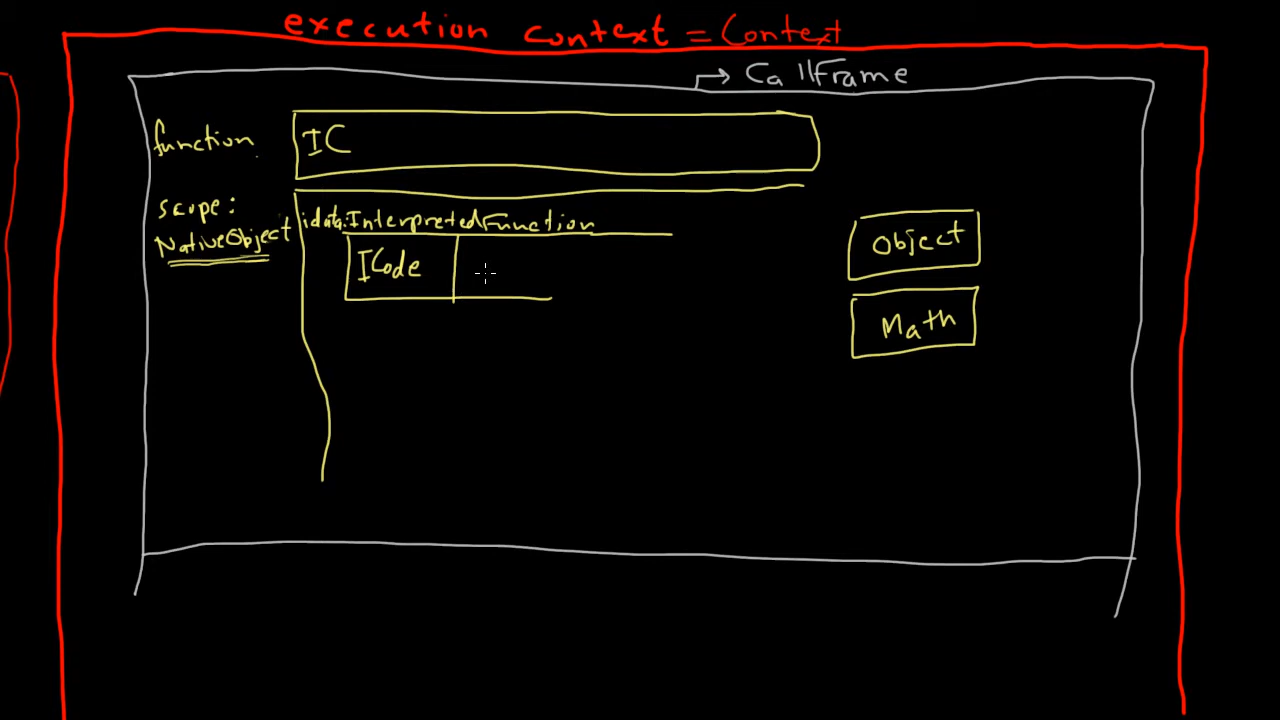 execution context = Context
CallFrame
function
IC
scope:
NativeObject
idata:InterpretedFunction
ICode
Object
Math